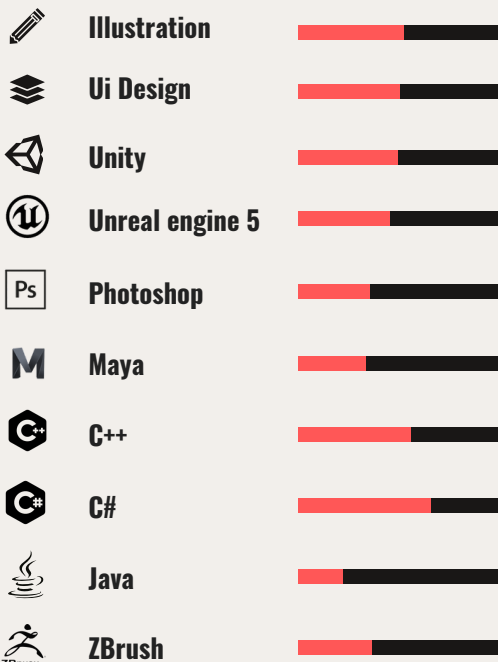 Illustration
Ui Design
Unity
Unreal engine 5
Ps Photoshop
Maya
C++ C++
C# C#
Java
ZBrush